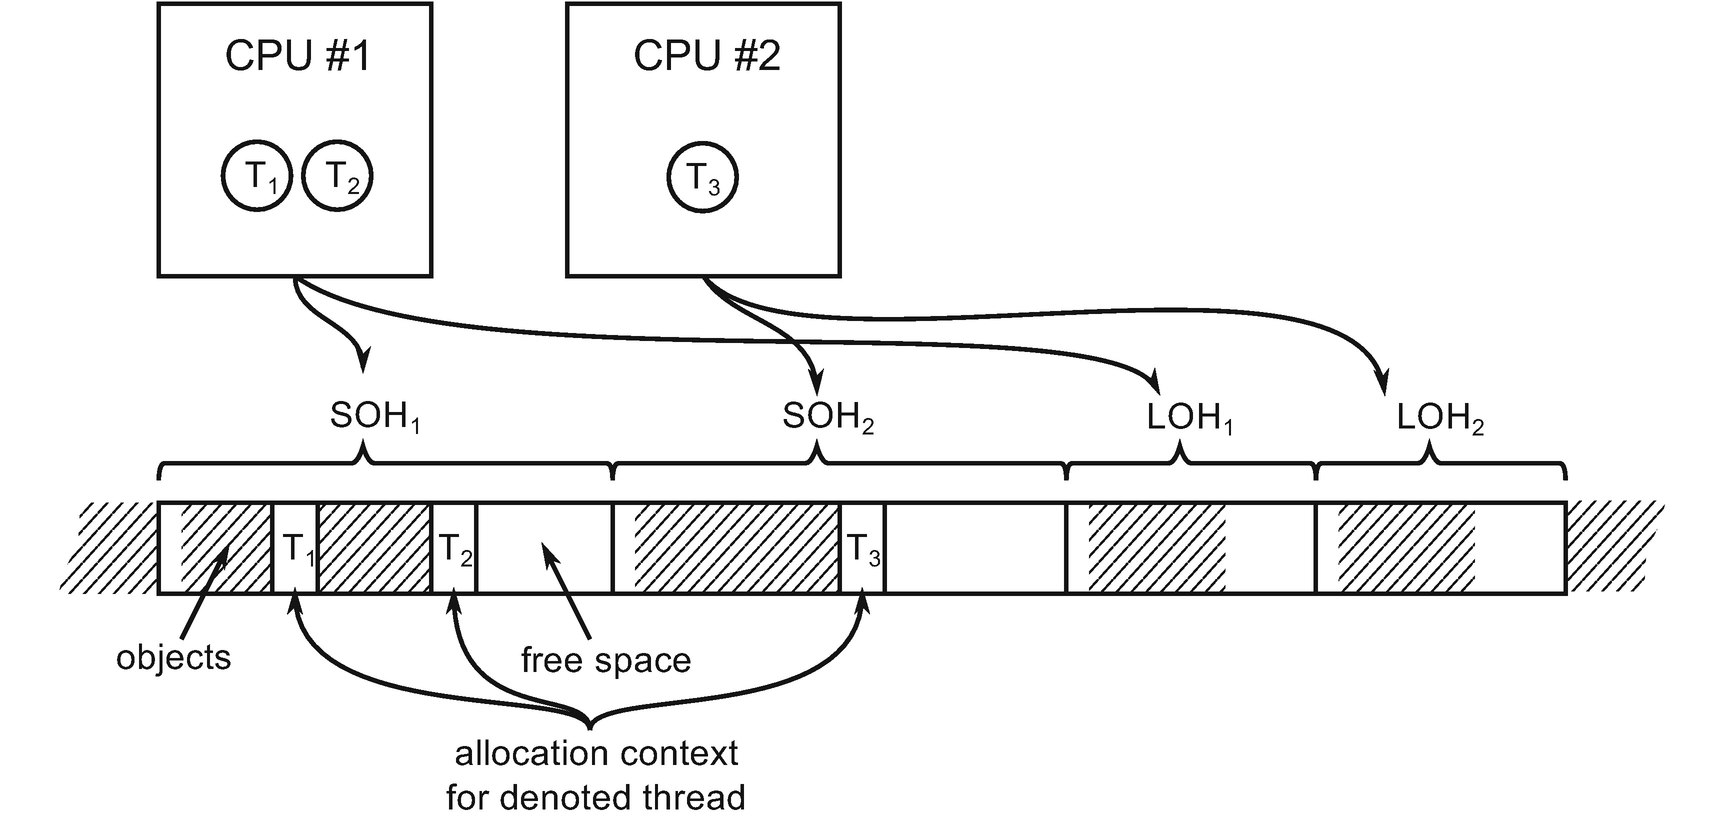 CPU #1
CPU #2
T1
T2
T3
SOH1
SOH2
LOH1
LOH2
T1
T2
T3
objects
free space
allocation context
for denoted thread